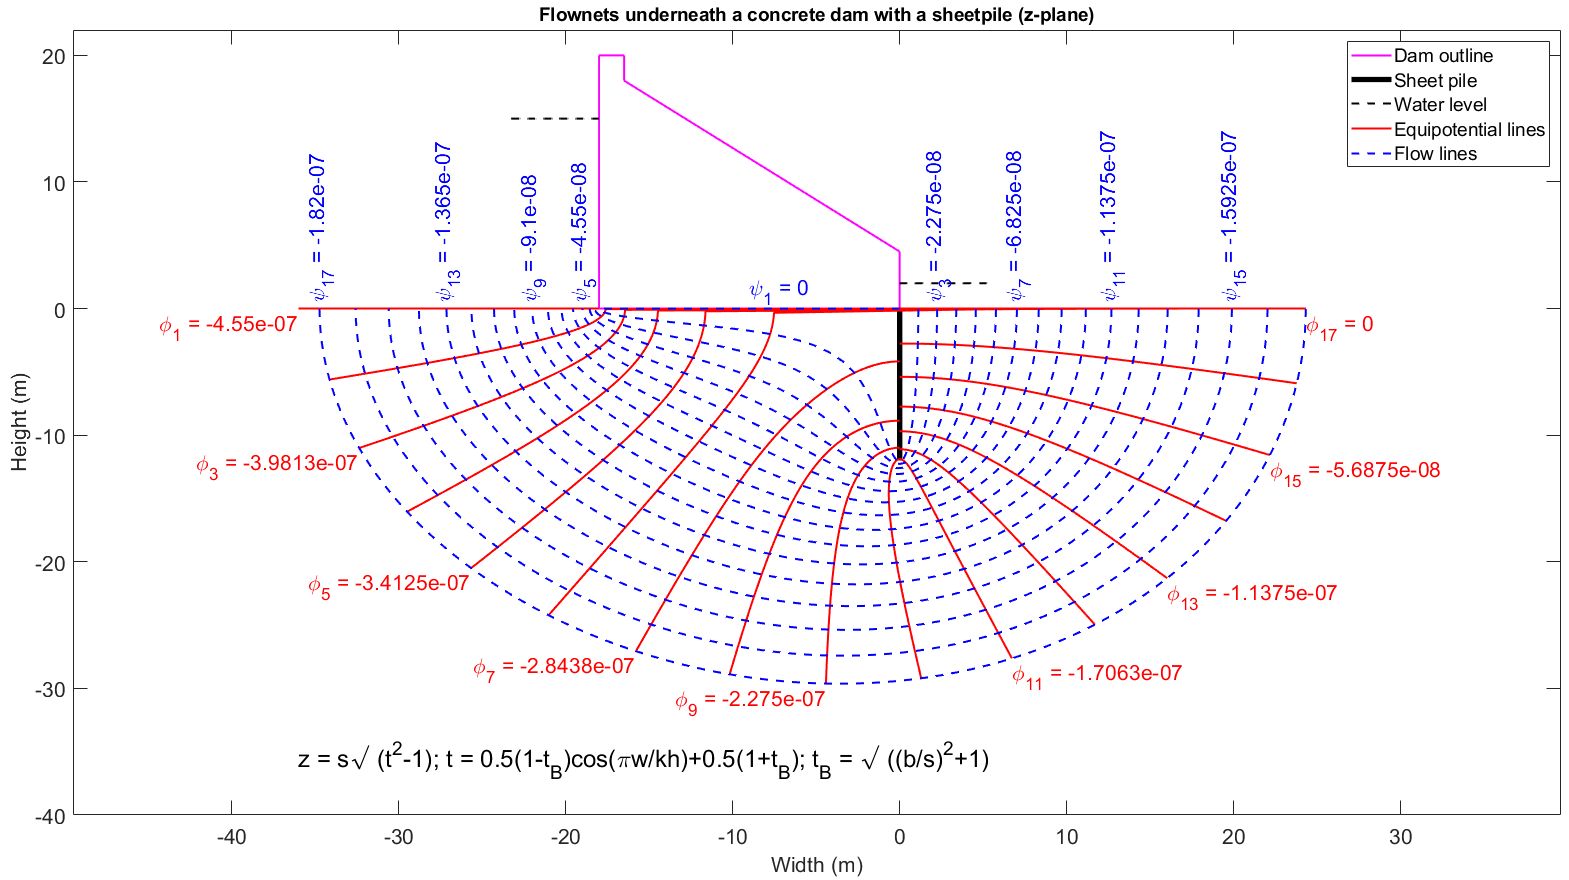 Flownets underneath a concrete dam with a sheetpile (z-plane)
Dam outline
Sheet pile
Water level
Equipotential lines
Flow lines
ψ17 = -1.82e-07
ψ13 = -1.365e-07
ψ9 = -9.1e-08
ψ5 = -4.55e-08
ψ1 = 0
ψ3 = -2.275e-08
ψ7 = -6.825e-08
ψ11 = -1.1375e-07
ψ15 = -1.5925e-07
ϕ1 = -4.55e-07
ϕ17 = 0
ϕ3 = -3.9813e-07
ϕ15 = -5.6875e-08
ϕ5 = -3.4125e-07
ϕ13 = -1.1375e-07
ϕ7 = -2.8438e-07
ϕ11 = -1.7063e-07
ϕ9 = -2.275e-07
z = s√ (t2-1); t = 0.5(1-tB)cos(πw/kh)+0.5(1+tB); tB = √ ((b/s)2+1)
20
10
0
-10
-20
-30
-40
Height (m)
-40 -30 -20 -10 0 10 20 30
Width (m)